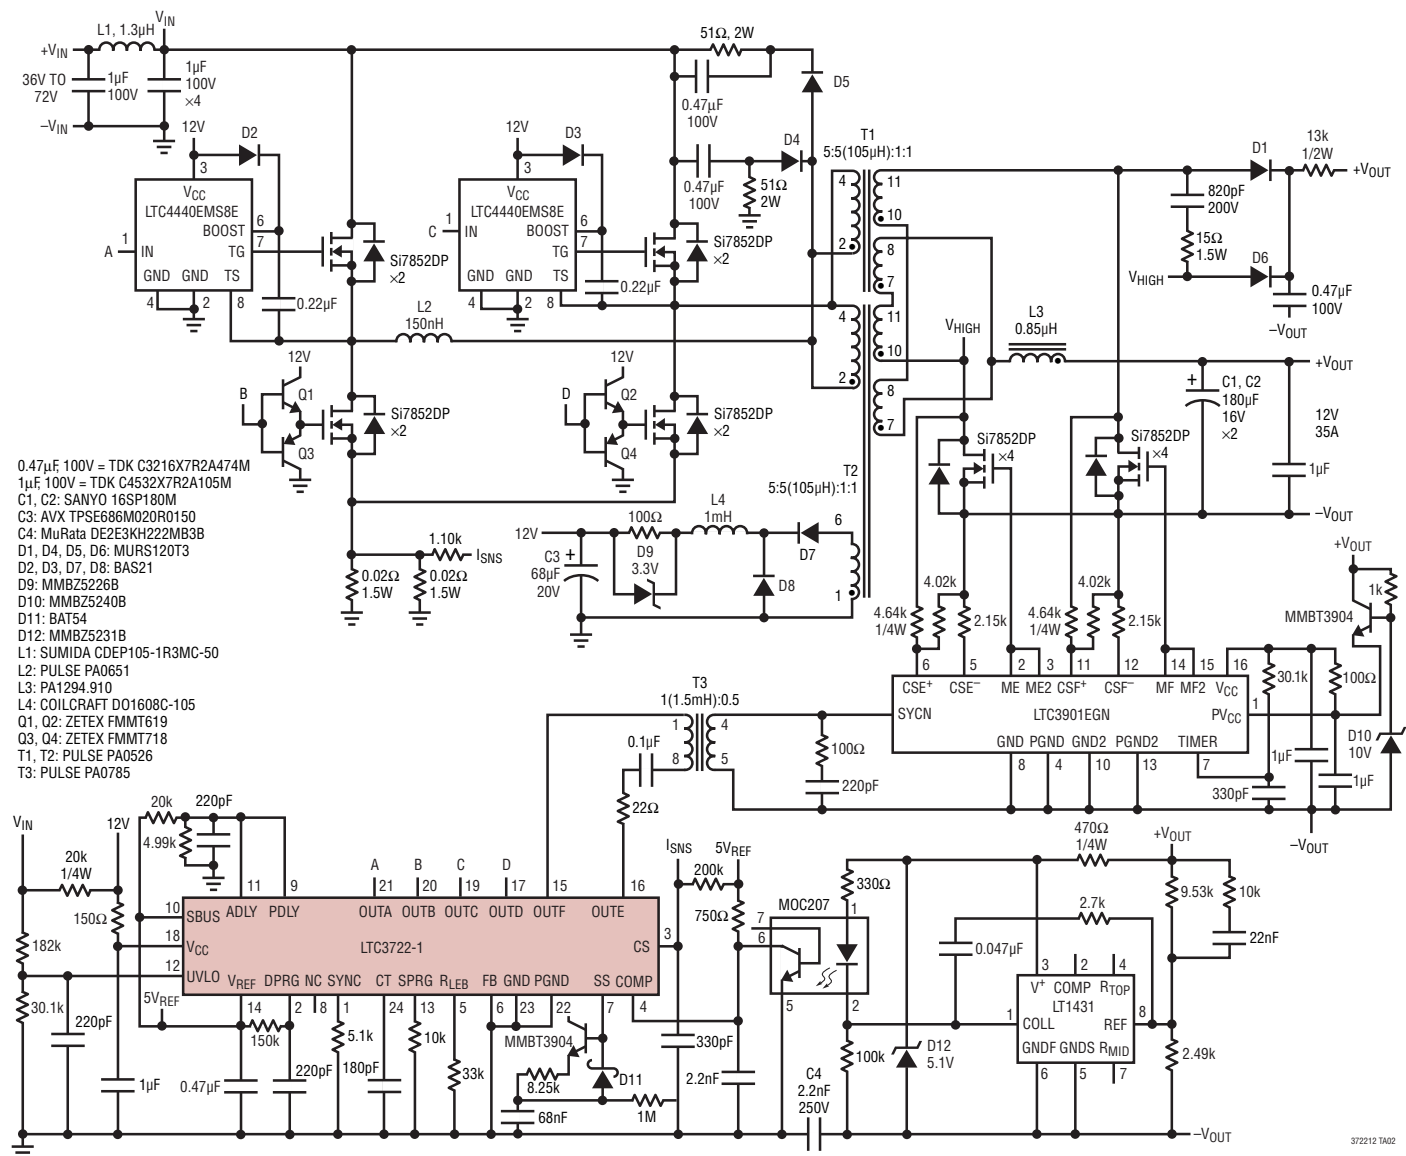 L1, 1.3µH
VIN
+VIN
36V TO
72V
1µF
100V
1µF
100V
×4
−VIN
51Ω, 2W
0.47µF
100V
D5
12V
D2
3
VCC
LTC4440EMS8E
BOOST
6
A
1
IN
TG
7
GND
GND
TS
4
2
8
0.22µF
Si7852DP
×2
12V
D3
3
VCC
LTC4440EMS8E
BOOST
6
C
1
IN
TG
7
GND
GND
TS
4
2
8
0.22µF
Si7852DP
×2
D4
0.47µF
100V
51Ω
2W
T1
5:5(105µH):1:1
4
11
10
2
8
7
4
11
10
2
8
7
D1
13k
1/2W
+VOUT
820pF
200V
15Ω
1.5W
VHIGH
D6
0.47µF
100V
−VOUT
L2
150nH
L3
0.85µH
VHIGH
+VOUT
C1, C2
180µF
16V
×2
+
12V
35A
1µF
−VOUT
12V
B
Q1
Q3
Si7852DP
×2
12V
D
Q2
Q4
Si7852DP
×2
Si7852DP
×4
Si7852DP
×4
0.47µF, 100V = TDK C3216X7R2A474M
1µF, 100V = TDK C4532X7R2A105M
C1, C2: SANYO 16SP180M
C3: AVX TPSE686M020R0150
C4: MuRata DE2E3KH222MB3B
D1, D4, D5, D6: MURS120T3
D2, D3, D7, D8: BAS21
D9: MMBZ5226B
D10: MMBZ5240B
D11: BAT54
D12: MMBZ5231B
L1: SUMIDA CDEP105-1R3MC-50
L2: PULSE PA0651
L3: PA1294.910
L4: COILCRAFT DO1608C-105
Q1, Q2: ZETEX FMMT619
Q3, Q4: ZETEX FMMT718
T1, T2: PULSE PA0526
T3: PULSE PA0785
1.10k
ISNS
0.02Ω
1.5W
0.02Ω
1.5W
T2
5:5(105µH):1:1
12V
100Ω
L4
1mH
6
D7
C3
68µF
20V
+
D9
3.3V
D8
1
4.02k
4.64k
1/4W
2.15k
4.02k
4.64k
1/4W
2.15k
+VOUT
1k
MMBT3904
6
5
2
3
11
12
14
15
16
CSE+
CSE−
ME
ME2
CSF+
CSF−
MF
MF2
VCC
SYCN
LTC3901EGN
PVCC
1
GND
PGND
GND2
PGND2
TIMER
8
4
10
13
7
30.1k
100Ω
D10
10V
1µF
1µF
330pF
−VOUT
T3
1(1.5mH):0.5
1
4
8
5
0.1µF
22Ω
100Ω
220pF
VIN
12V
20k
220pF
4.99k
20k
1/4W
150Ω
182k
30.1k
220pF
1µF
5VREF
A
B
C
D
11
9
21
20
19
17
15
16
10
SBUS
ADLY
PDLY
OUTA
OUTB
OUTC
OUTD
OUTF
OUTE
18
VCC
LTC3722-1
CS
3
12
UVLO
VREF
DPRG
NC
SYNC
CT
SPRG
RLEB
FB
GND
PGND
SS
COMP
14
2
8
1
24
13
5
6
23
22
7
4
150k
5.1k
10k
0.47µF
220pF
180pF
33k
MMBT3904
8.25k
D11
68nF
1M
ISNS
5VREF
200k
750Ω
330pF
2.2nF
MOC207
7
6
5
1
2
330Ω
100k
C4
2.2nF
250V
D12
5.1V
0.047µF
2.7k
470Ω
1/4W
+VOUT
9.53k
10k
22nF
3
2
4
V+
COMP
RTOP
LT1431
1
COLL
REF
8
GNDF
GNDS
RMID
6
5
7
2.49k
−VOUT
372212 TA02